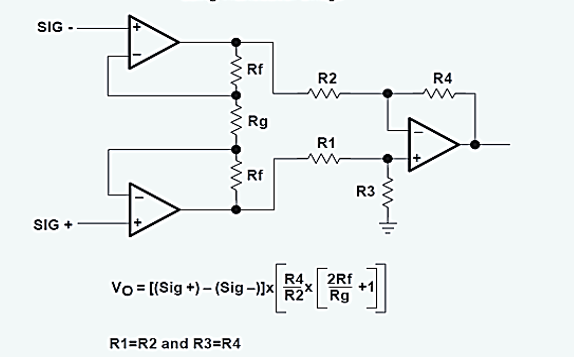 SIG -
+
−
Rf
R2
R4
Rg
−
R1
+
−
Rf
R3
SIG +
+
VO = [(Sig +) – (Sig –)]x[R4/R2 x [2Rf/Rg +1]]
R1=R2 and R3=R4